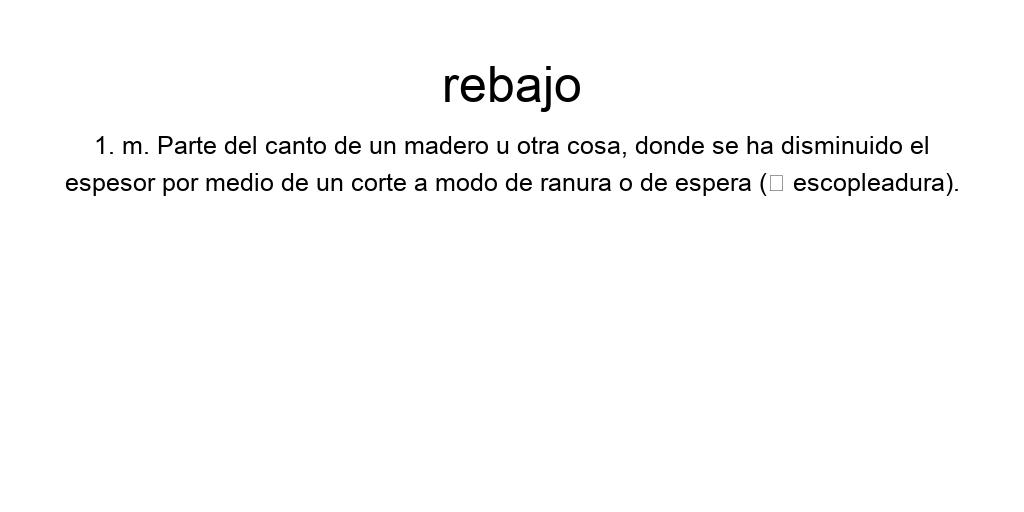 rebajo
1. m. Parte del canto de un madero u otra cosa, donde se ha disminuido el
espesor por medio de un corte a modo de ranura o de espera (□ escopleadura).